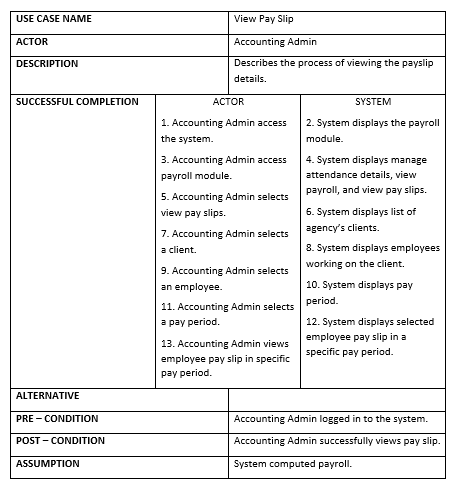 USE CASE NAME View Pay Slip
ACTOR Accounting Admin
DESCRIPTION Describes the process of viewing the payslip
details.
SUCCESSFUL COMPLETION ACTOR SYSTEM
1. Accounting Admin access
the system.
3. Accounting Admin access
payroll module.
5. Accounting Admin selects
view pay slips.
7. Accounting Admin selects
a client.
9. Accounting Admin selects
an employee.
11. Accounting Admin selects
a pay period.
13. Accounting Admin views
employee pay slip in specific
pay period.
2. System displays the payroll
module.
4. System displays manage
attendance details, view
payroll, and view pay slips.
6. System displays list of
agency's clients.
8. System displays employees
working on the client.
10. System displays pay
period.
12. System displays selected
employee pay slip in a
specific pay period.
ALTERNATIVE
PRE – CONDITION Accounting Admin logged in to the system.
POST – CONDITION Accounting Admin successfully views pay slip.
ASSUMPTION System computed payroll.